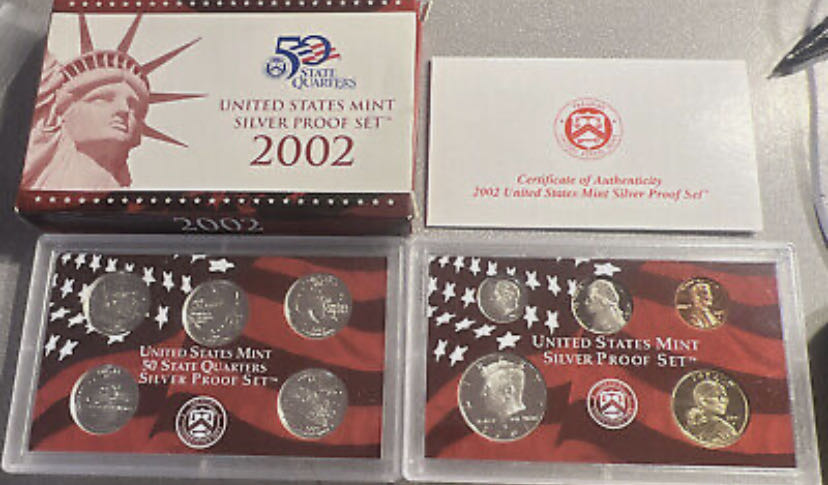 50
STATE
QUARTERS
UNITED STATES MINT
SILVER PROOF SET™
2002
2002
Certificate of Authenticity
2002 United States Mint Silver Proof Set™
UNITED STATES MINT
50 STATE QUARTERS
SILVER PROOF SET™
UNITED STATES MINT
SILVER PROOF SET™